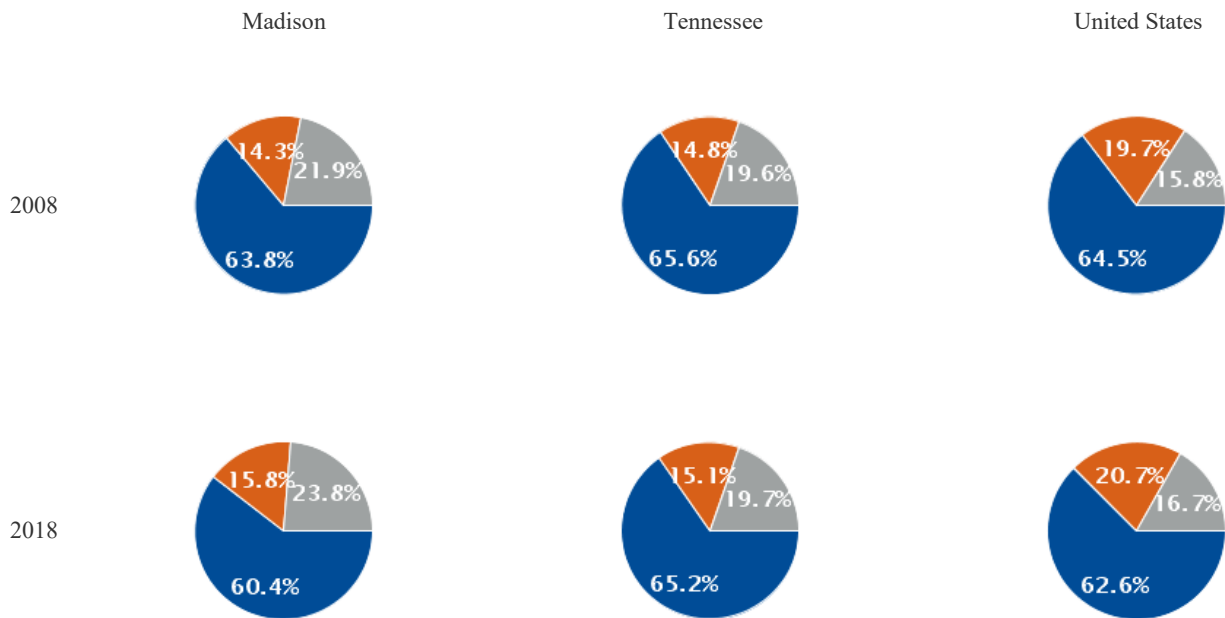 Madison Tennessee United States
14.3% 14.8% 19.7%
21.9% 19.6% 15.8%
2008
63.8% 65.6% 64.5%
15.8% 15.1% 20.7%
23.8% 19.7% 16.7%
2018
60.4% 65.2% 62.6%